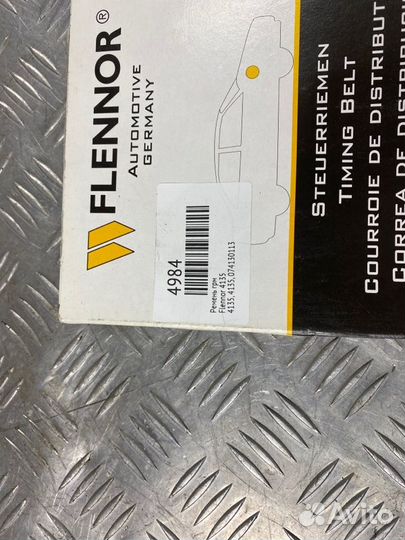 FLENNOR®
AUTOMOTIVE
GERMANY
STEUERRIEMEN
TIMING BELT
COURROIE DE DISTRIBUT
CORREA DE DISTRIBUC
4984
Ремень грм
Flennor 4135
4135,4135,074130113
Avito